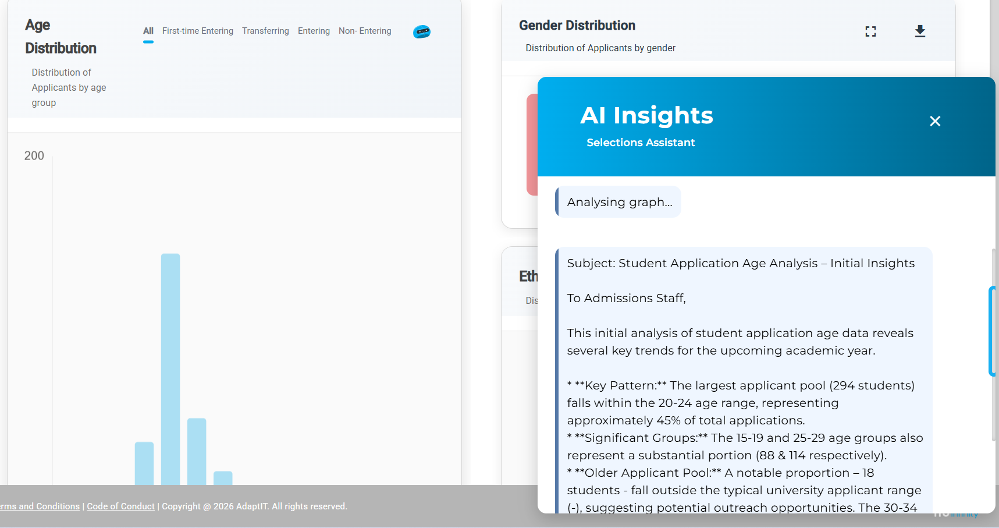 Age
Distribution
All First-time Entering Transferring Entering Non- Entering
Distribution of
Applicants by age
group
200
Gender Distribution
Distribution of Applicants by gender
Eth
Dis
AI Insights
Selections Assistant
Analysing graph...
Subject: Student Application Age Analysis – Initial Insights
To Admissions Staff,
This initial analysis of student application age data reveals
several key trends for the upcoming academic year.
* **Key Pattern:** The largest applicant pool (294 students)
falls within the 20-24 age range, representing
approximately 45% of total applications.
* **Significant Groups:** The 15-19 and 25-29 age groups also
represent a substantial portion (88 & 114 respectively).
* **Older Applicant Pool:** A notable proportion – 18
students - fall outside the typical university applicant range
(-), suggesting potential outreach opportunities. The 30-34
erms and Conditions | Code of Conduct | Copyright @ 2026 AdaptIT. All rights reserved.